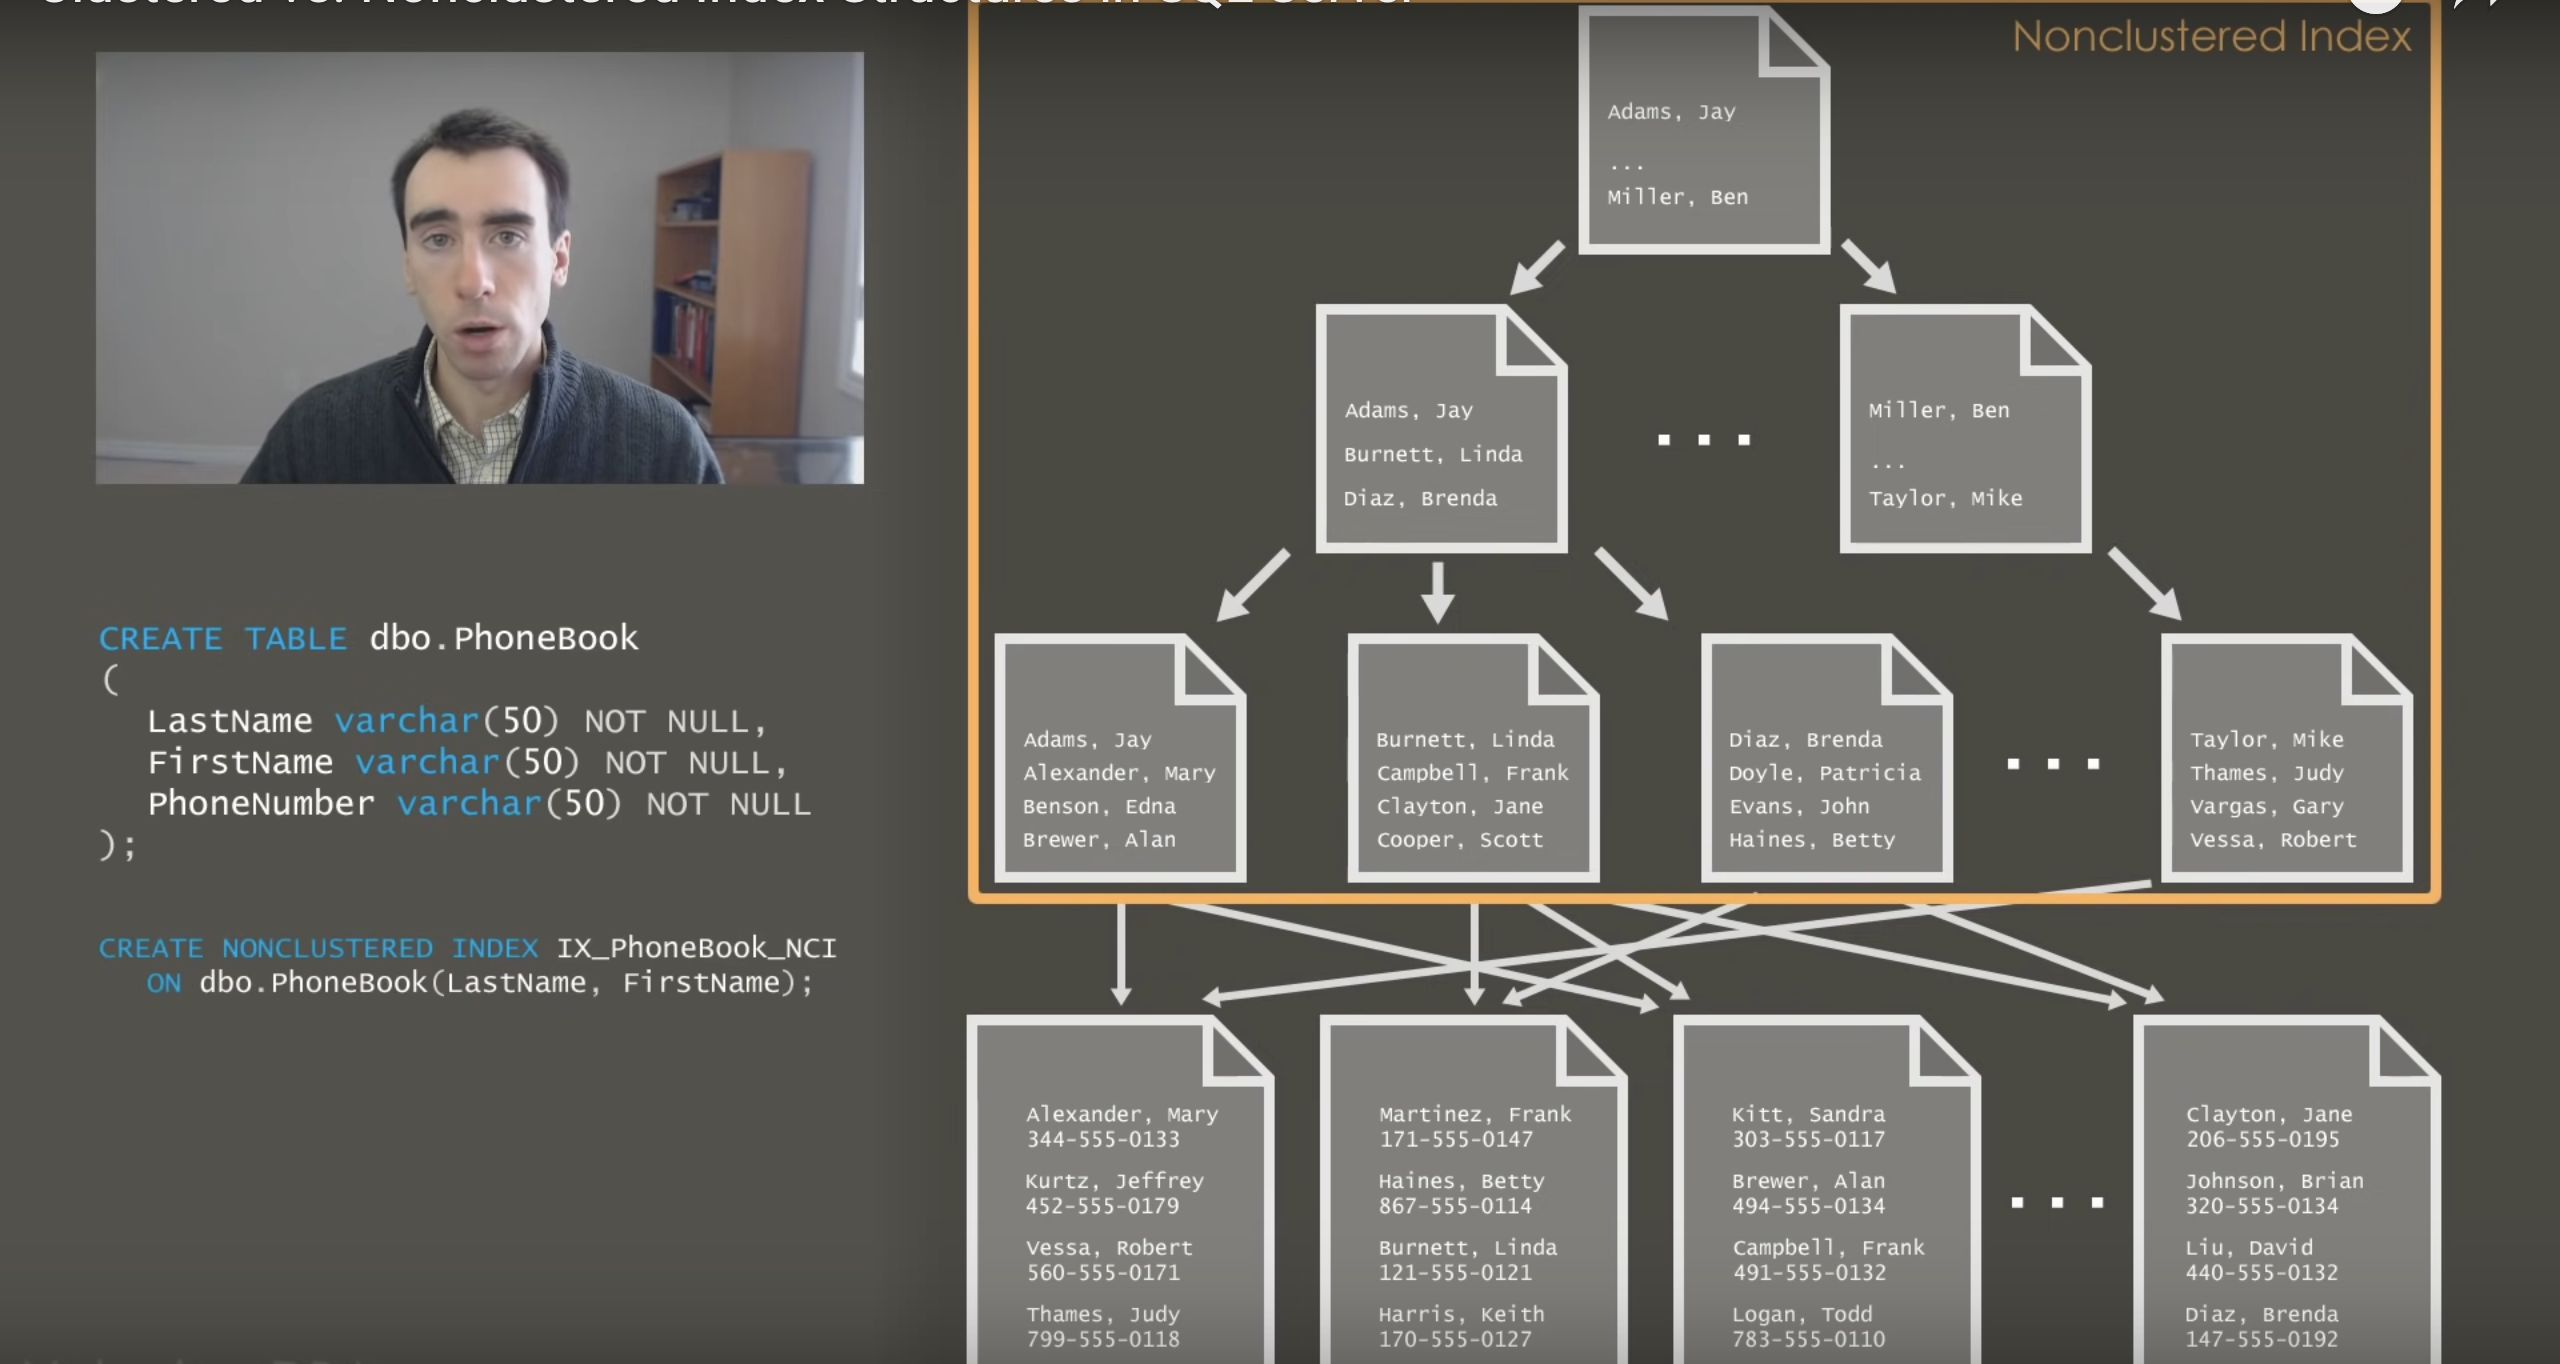 Clustered vs. Nonclustered Index Structures in SQL Server
Nonclustered Index
CREATE TABLE dbo.PhoneBook
(
LastName varchar(50) NOT NULL,
FirstName varchar(50) NOT NULL,
PhoneNumber varchar(50) NOT NULL
);
CREATE NONCLUSTERED INDEX IX_PhoneBook_NCI
ON dbo.PhoneBook(LastName, FirstName);
Adams, Jay
...
Miller, Ben
Adams, Jay
Burnett, Linda
Diaz, Brenda
...
Miller, Ben
...
Taylor, Mike
Adams, Jay
Alexander, Mary
Benson, Edna
Brewer, Alan
Burnett, Linda
Campbell, Frank
Clayton, Jane
Cooper, Scott
Diaz, Brenda
Doyle, Patricia
Evans, John
Haines, Betty
...
Taylor, Mike
Thames, Judy
Vargas, Gary
Vessa, Robert
Alexander, Mary
344-555-0133
Kurtz, Jeffrey
452-555-0179
Vessa, Robert
560-555-0171
Thames, Judy
799-555-0118
Martinez, Frank
171-555-0147
Haines, Betty
867-555-0114
Burnett, Linda
121-555-0121
Harris, Keith
170-555-0127
Kitt, Sandra
303-555-0117
Brewer, Alan
494-555-0134
Campbell, Frank
491-555-0132
Logan, Todd
783-555-0110
...
Clayton, Jane
206-555-0195
Johnson, Brian
320-555-0134
Liu, David
440-555-0132
Diaz, Brenda
147-555-0192